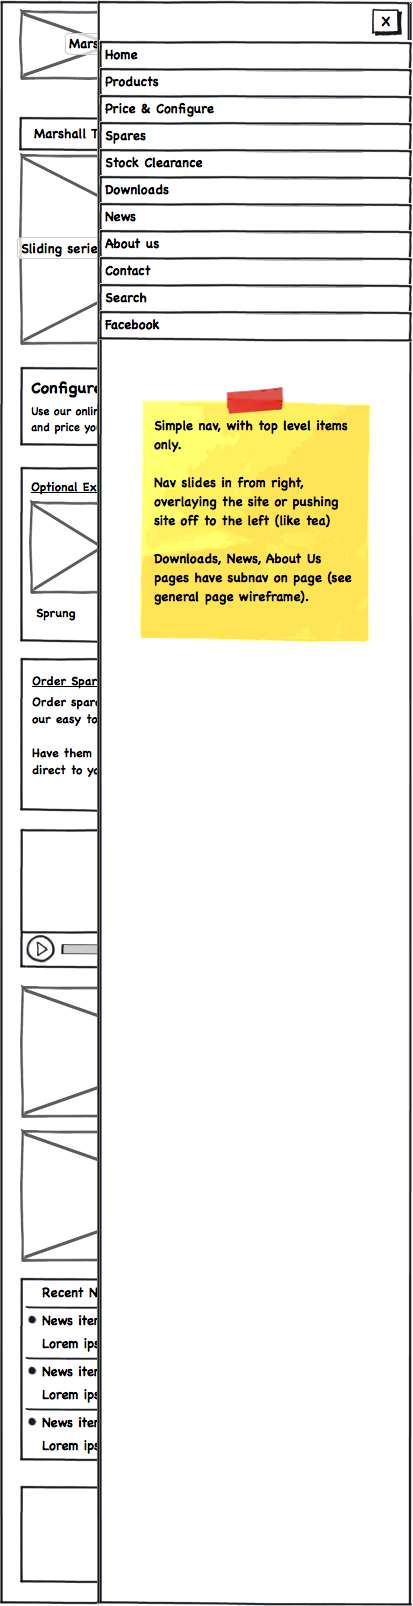 X
Mars
Home
Products
Price & Configure
Marshall T
Spares
Stock Clearance
Downloads
News
About us
Sliding serie
Contact
Search
Facebook
Configure
Use our onlin
and price yo
Simple nav, with top level items
only.
Nav slides in from right,
overlaying the site or pushing
site off to the left (like tea)
Downloads, News, About Us
pages have subnav on page (see
general page wireframe).
Optional Ex
Sprung
Order Spar
Order spare
our easy to
Have them
direct to yo
Recent N
News iter
Lorem ips
News iter
Lorem ips
News iter
Lorem ips